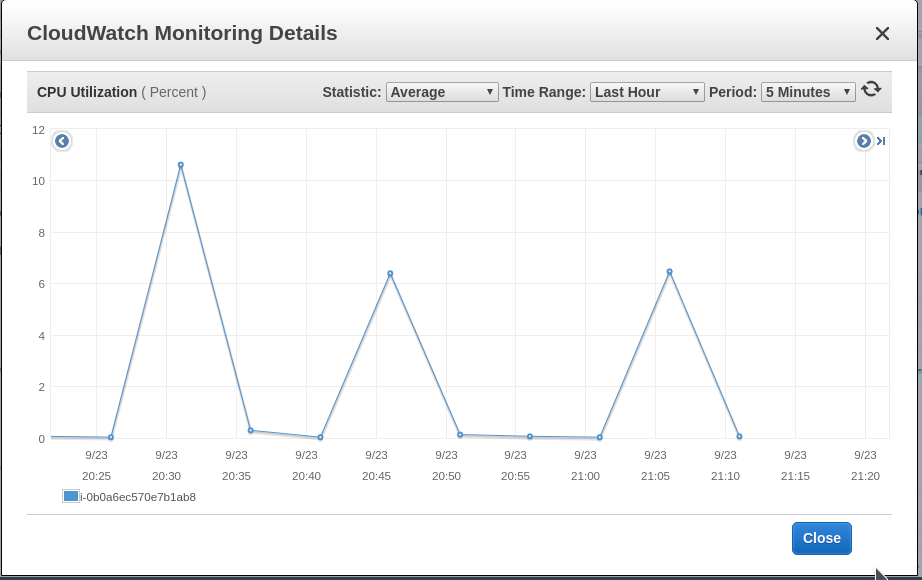 CloudWatch Monitoring Details
CPU Utilization ( Percent ) Statistic: Average Time Range: Last Hour Period: 5 Minutes
12
10
8
6
4
2
0
9/23 9/23 9/23 9/23 9/23 9/23 9/23 9/23 9/23 9/23 9/23 9/23
20:25 20:30 20:35 20:40 20:45 20:50 20:55 21:00 21:05 21:10 21:15 21:20
i-0b0a6ec570e7b1ab8
Close